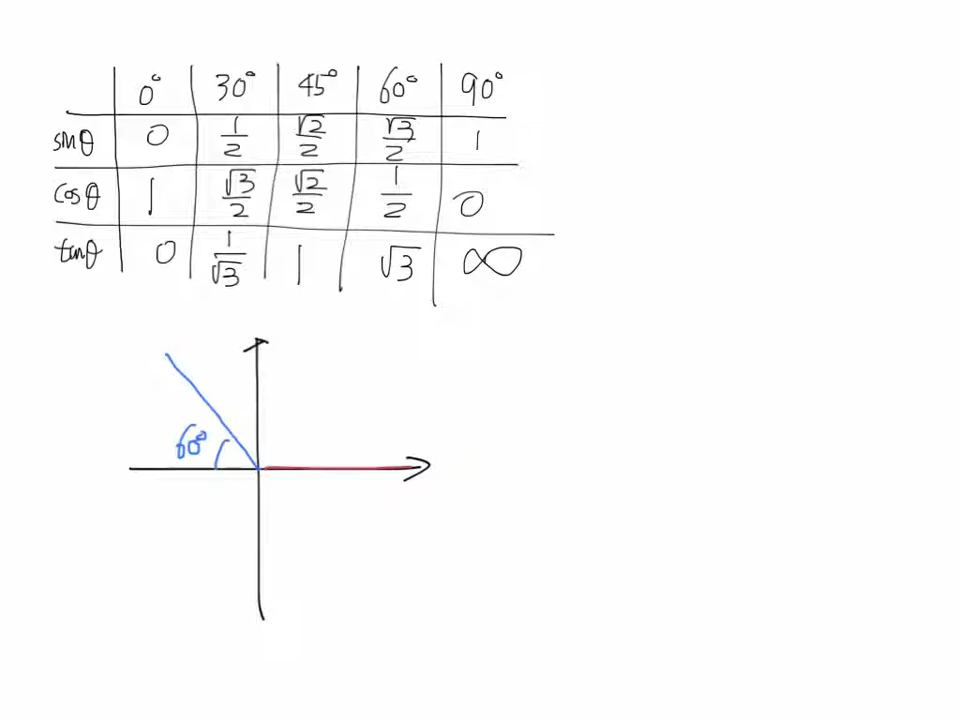 0° 30° 45° 60° 90°
sinθ 0 1/2 √2/2 √3/2 1
cosθ 1 √3/2 √2/2 1/2 0
tanθ 0 1/√3 1 √3 ∞
60°